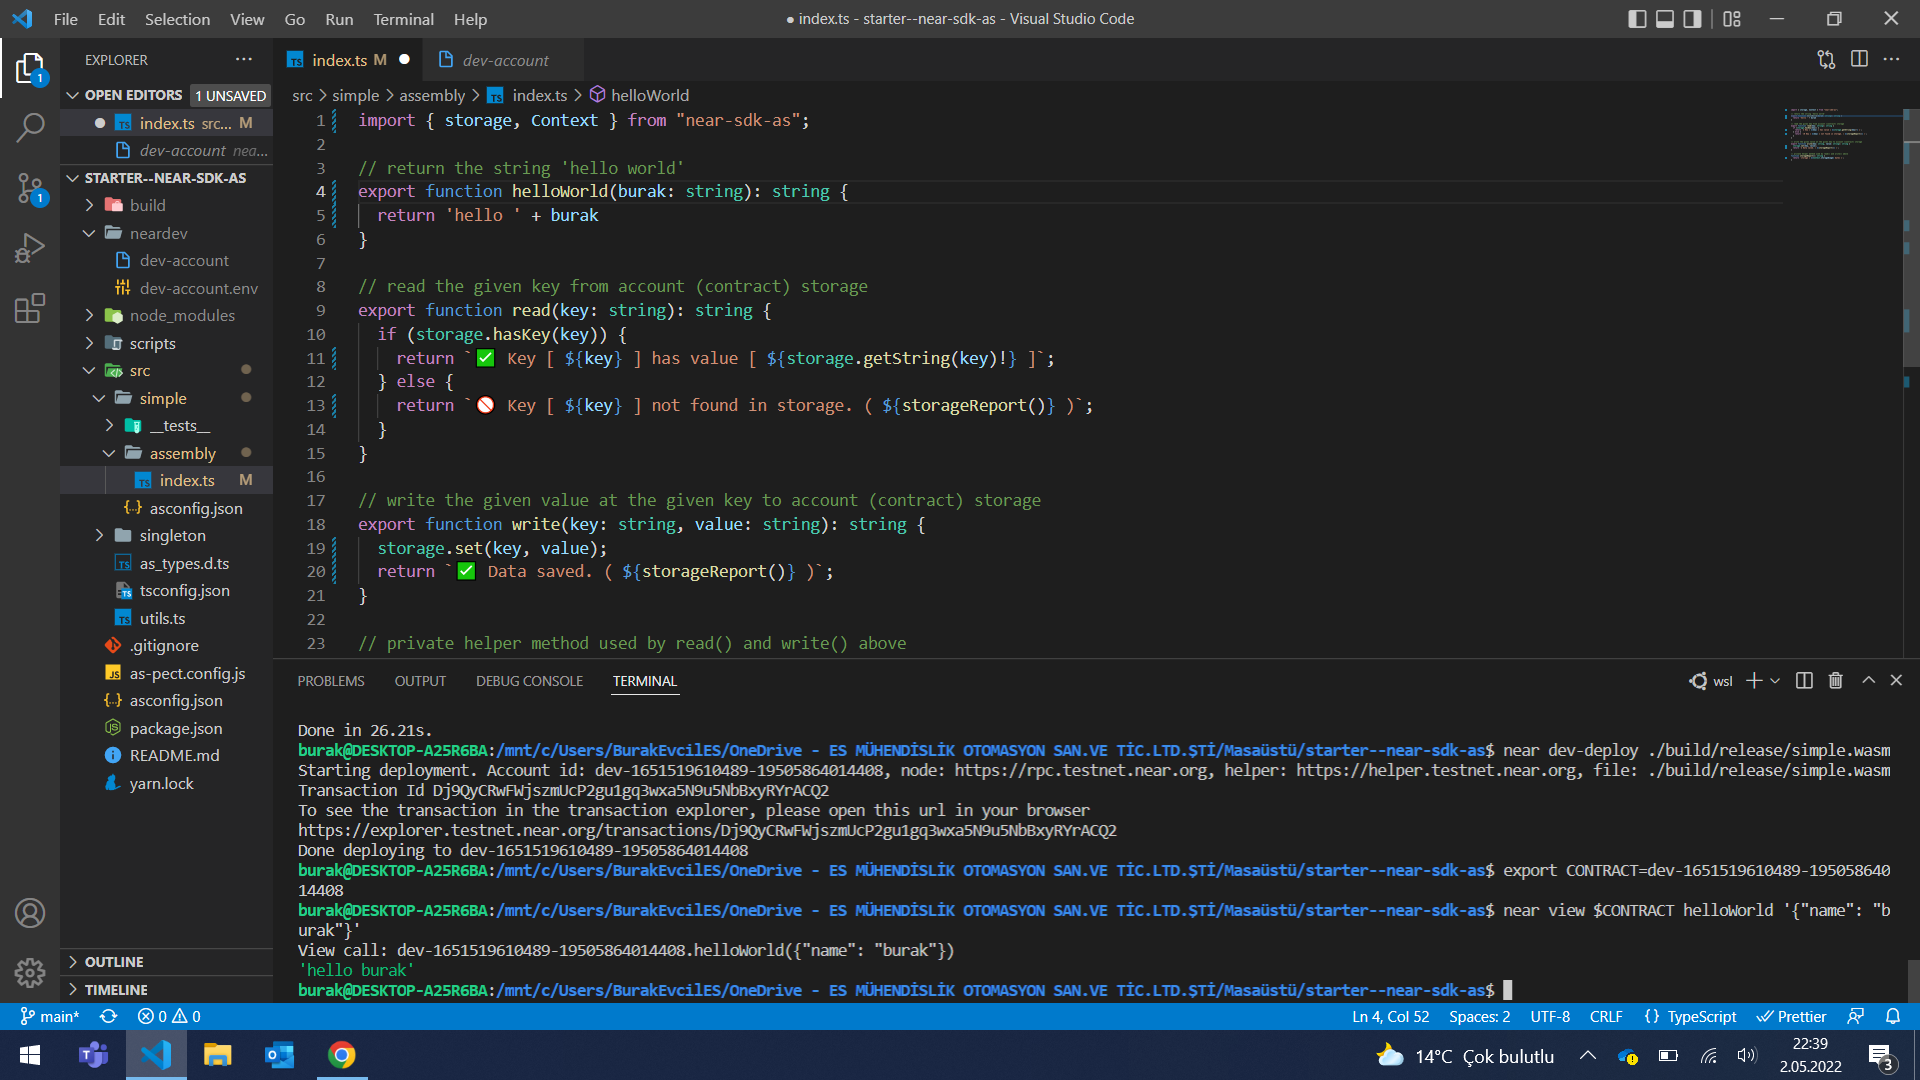 File Edit Selection View Go Run Terminal Help
● index.ts - starter--near-sdk-as - Visual Studio Code
EXPLORER
OPEN EDITORS 1 UNSAVED
index.ts src... M
dev-account nea...
STARTER--NEAR-SDK-AS
build
neardev
dev-account
dev-account.env
node_modules
scripts
src
simple
__tests__
assembly
index.ts M
asconfig.json
singleton
as_types.d.ts
tsconfig.json
utils.ts
.gitignore
as-pect.config.js
asconfig.json
package.json
README.md
yarn.lock
OUTLINE
TIMELINE
index.ts M ●
dev-account
src > simple > assembly > index.ts > helloWorld
1 import { storage, Context } from "near-sdk-as";
2
3 // return the string 'hello world'
4 export function helloWorld(burak: string): string {
5 return 'hello ' + burak
6 }
7
8 // read the given key from account (contract) storage
9 export function read(key: string): string {
10 if (storage.hasKey(key)) {
11 return `✅ Key [ ${key} ] has value [ ${storage.getString(key)!} ]`;
12 } else {
13 return `🚫 Key [ ${key} ] not found in storage. ( ${storageReport()} )`;
14 }
15 }
16
17 // write the given value at the given key to account (contract) storage
18 export function write(key: string, value: string): string {
19 storage.set(key, value);
20 return `✅ Data saved. ( ${storageReport()} )`;
21 }
22
23 // private helper method used by read() and write() above
PROBLEMS OUTPUT DEBUG CONSOLE TERMINAL
wsl
Done in 26.21s.
burak@DESKTOP-A25R6BA:/mnt/c/Users/BurakEvcilES/OneDrive - ES MÜHENDİSLİK OTOMASYON SAN.VE TİC.LTD.ŞTİ/Masaüstü/starter--near-sdk-as$ near dev-deploy ./build/release/simple.wasm
Starting deployment. Account id: dev-1651519610489-19505864014408, node: https://rpc.testnet.near.org, helper: https://helper.testnet.near.org, file: ./build/release/simple.wasm
Transaction Id Dj9QyCRwFWjszmUcP2gu1gq3wxa5N9u5NbBxyRYrACQ2
To see the transaction in the transaction explorer, please open this url in your browser
https://explorer.testnet.near.org/transactions/Dj9QyCRwFWjszmUcP2gu1gq3wxa5N9u5NbBxyRYrACQ2
Done deploying to dev-1651519610489-19505864014408
burak@DESKTOP-A25R6BA:/mnt/c/Users/BurakEvcilES/OneDrive - ES MÜHENDİSLİK OTOMASYON SAN.VE TİC.LTD.ŞTİ/Masaüstü/starter--near-sdk-as$ export CONTRACT=dev-1651519610489-195058640
14408
burak@DESKTOP-A25R6BA:/mnt/c/Users/BurakEvcilES/OneDrive - ES MÜHENDİSLİK OTOMASYON SAN.VE TİC.LTD.ŞTİ/Masaüstü/starter--near-sdk-as$ near view $CONTRACT helloWorld '{"name": "b
urak"}'
View call: dev-1651519610489-19505864014408.helloWorld({"name": "burak"})
'hello burak'
burak@DESKTOP-A25R6BA:/mnt/c/Users/BurakEvcilES/OneDrive - ES MÜHENDİSLİK OTOMASYON SAN.VE TİC.LTD.ŞTİ/Masaüstü/starter--near-sdk-as$
main* 0 0 Ln 4, Col 52 Spaces: 2 UTF-8 CRLF {} TypeScript Prettier
14°C Çok bulutlu
22:39
2.05.2022
3